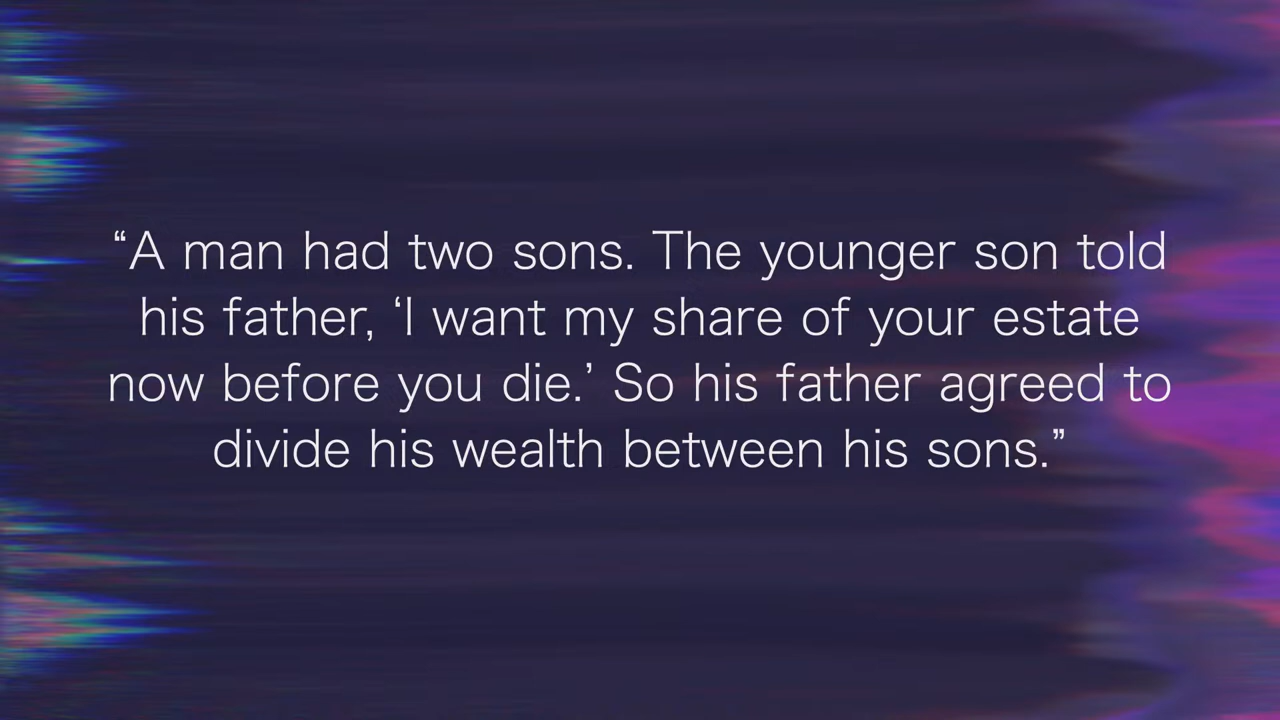 “A man had two sons. The younger son told
his father, ‘I want my share of your estate
now before you die.’ So his father agreed to
divide his wealth between his sons.”